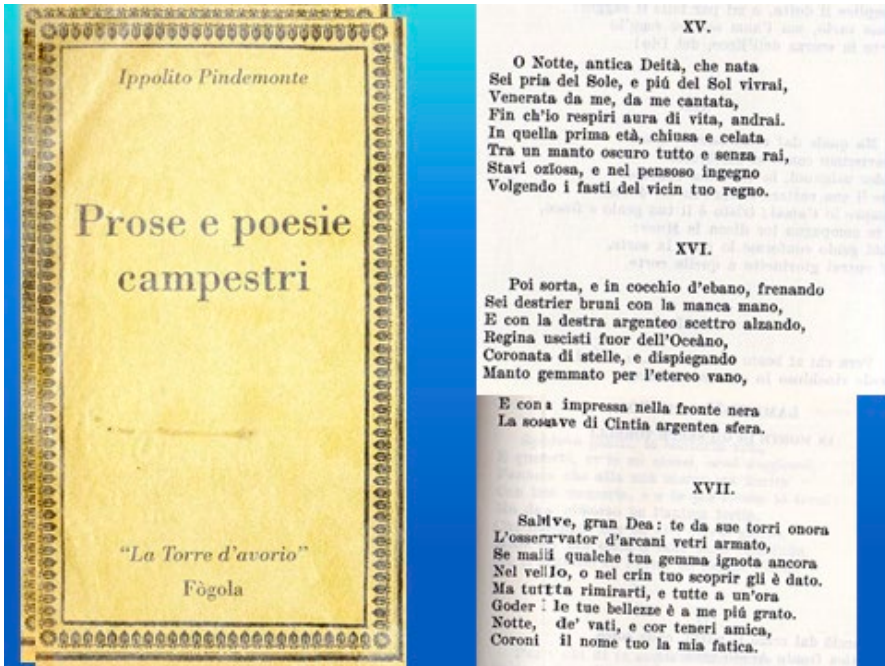 Ippolito Pindemonte
Prose e poesie
campestri
"La Torre d'avorio"
Fògola
XV.
O Notte, antica Deità, che nata
Sei pria del Sole, e piú del Sol vivrai,
Venerata da me, da me cantata,
Fin ch'io respiri aura di vita, andrai.
In quella prima età, chiusa e celata
Tra un manto oscuro tutto e senza rai,
Stavi oziosa, e nel pensoso ingegno
Volgendo i fasti del vicin tuo regno.
XVI.
Poi sorta, e in cocchio d'ebano, frenando
Sei destrier bruni con la manca mano,
E con la destra argenteo scettro alzando,
Regina uscisti fuor dell'Oceàno,
Coronata di stelle, e dispiegando
Manto gemmato per l'etereo vano,
E con impressa nella fronte nera
La di Cintia argentea sfera.
XVII.
gran Dea: te da sue torri onora
d'arcani vetri armato,
Se qualche tua gemma ignota ancora
Nel o nel crin tuo scoprir gli è dato.
Ma rimirarti, e tutte a un'ora
Goder le tue bellezze è a me piú grato.
Notte, de' vati, e cor teneri amica,
Coroni il nome tuo la mia fatica.